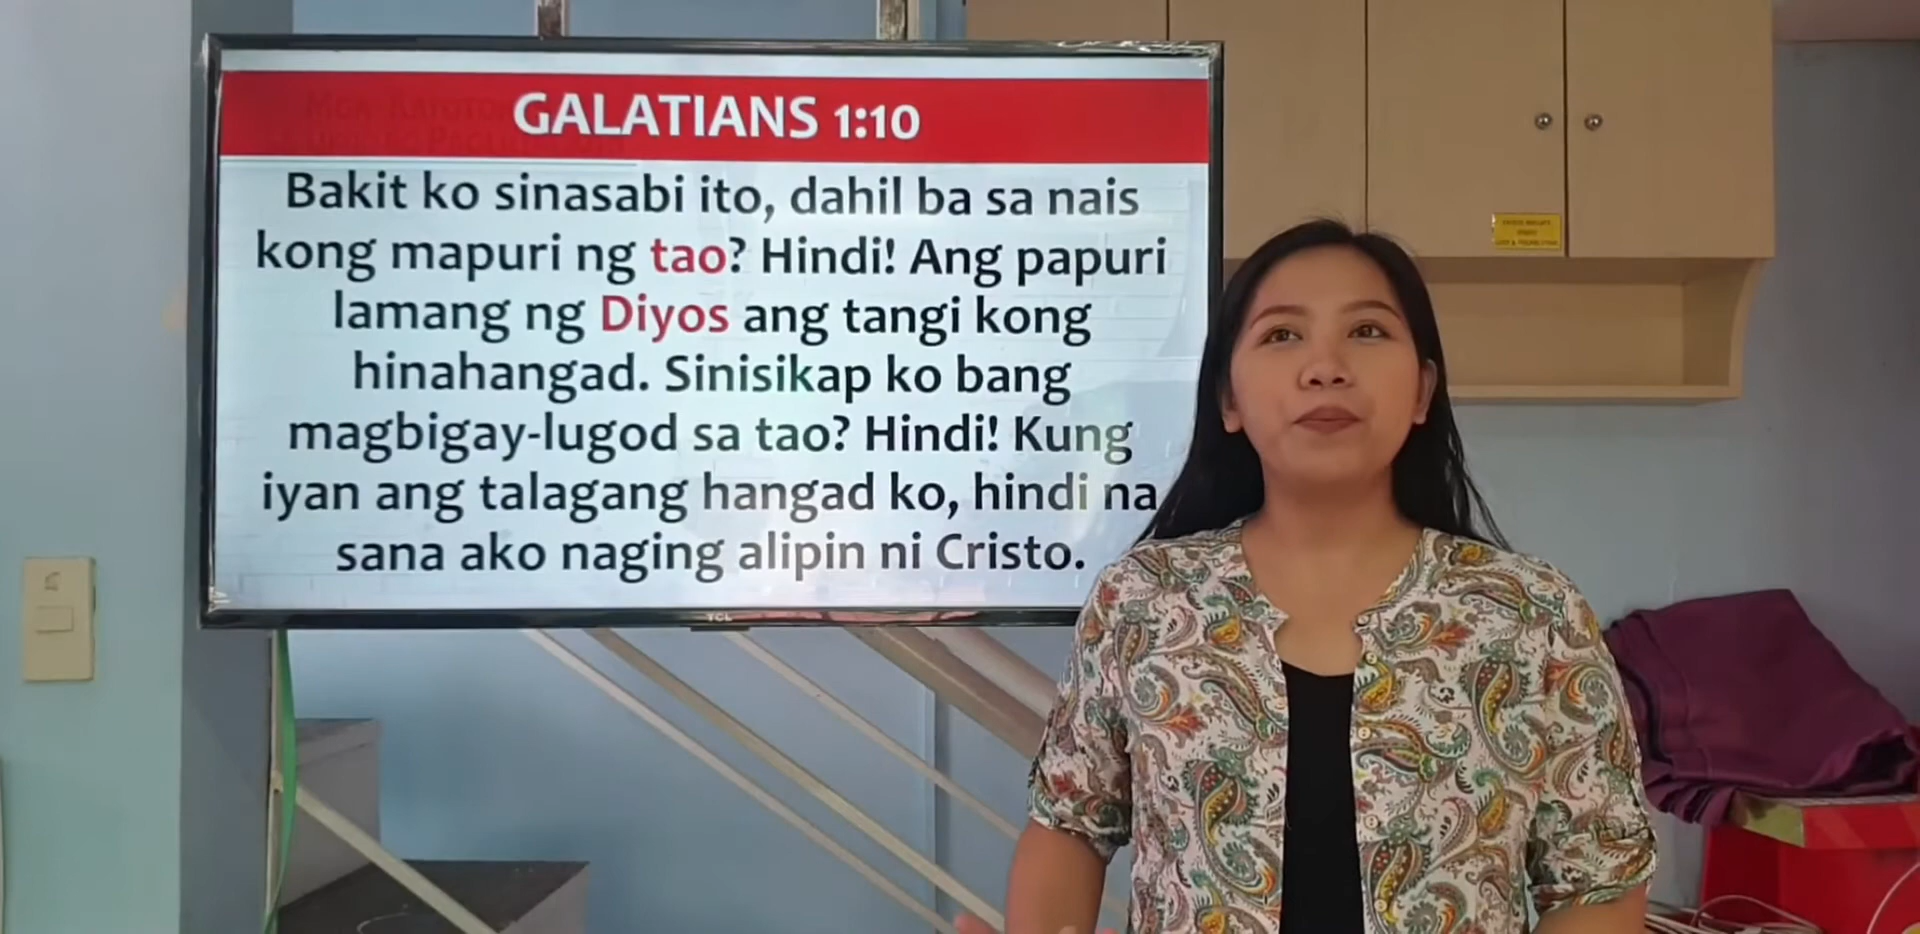 GALATIANS 1:10
Bakit ko sinasabi ito, dahil ba sa nais
kong mapuri ng tao? Hindi! Ang papuri
lamang ng Diyos ang tangi kong
hinahangad. Sinisikap ko bang
magbigay-lugod sa tao? Hindi! Kung
iyan ang talagang hangad ko, hindi na
sana ako naging alipin ni Cristo.
TCL